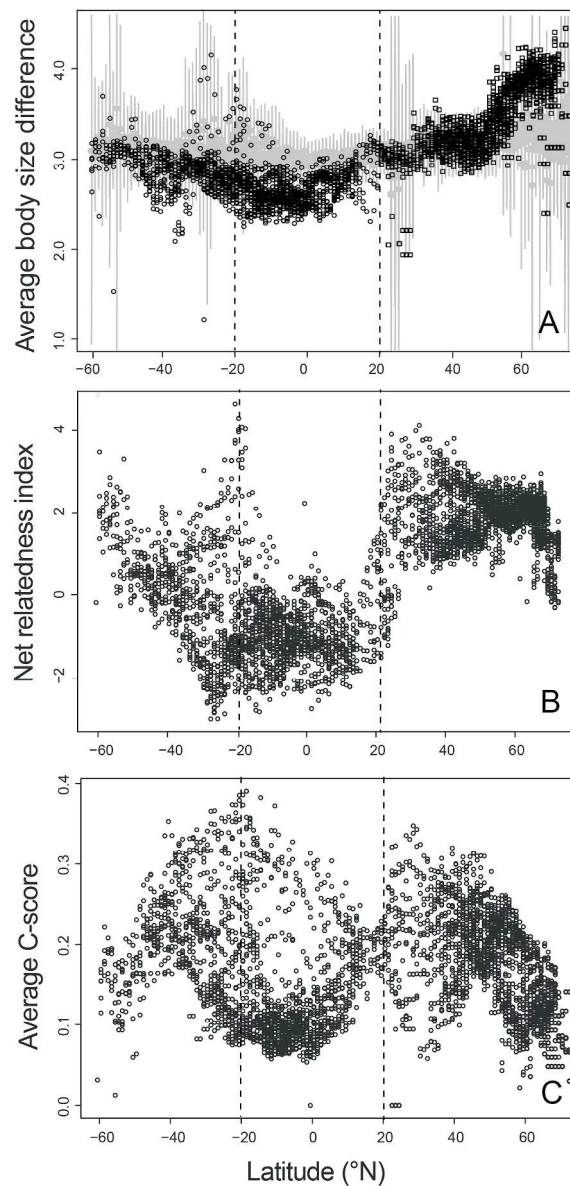 Average body size difference
4.0
3.0
2.0
1.0
A
−60 −40 −20 0 20 40 60
Net relatedness index
4
2
0
-2
B
−60 −40 −20 0 20 40 60
Average C-score
0.4
0.3
0.2
0.1
0.0
C
−60 −40 −20 0 20 40 60
Latitude (°N)